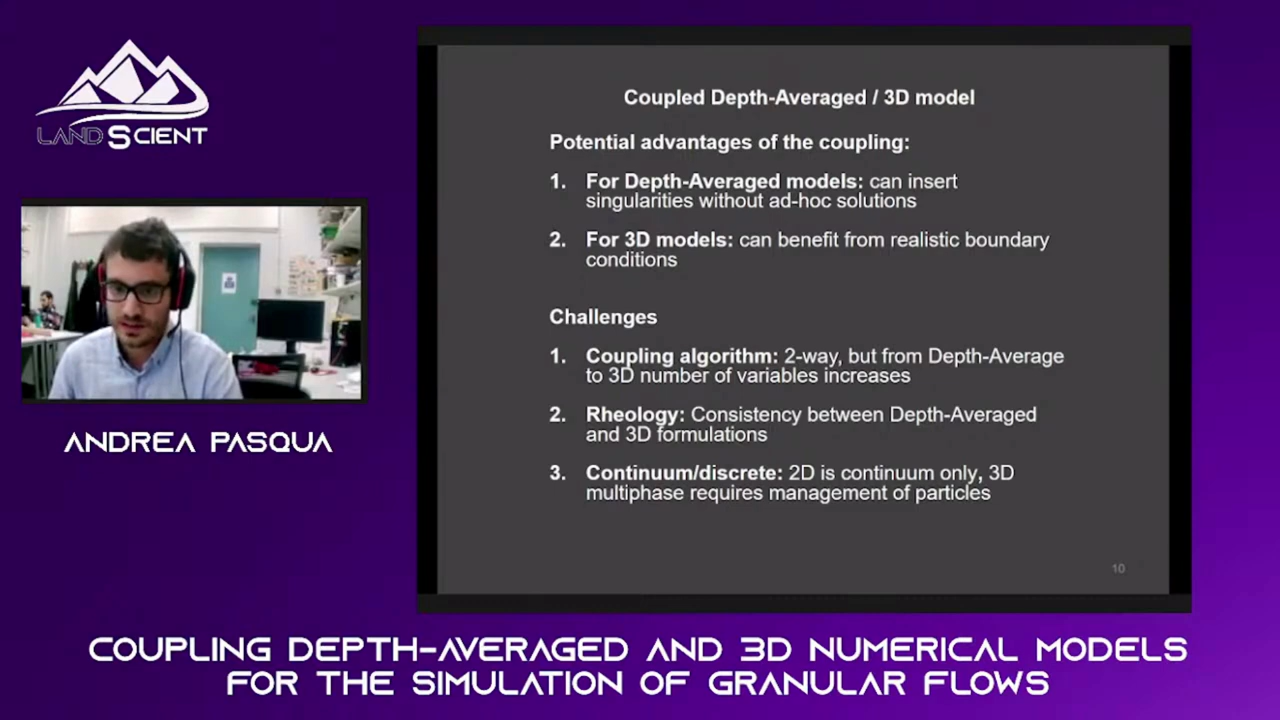 LANDSCIENT
Coupled Depth-Averaged / 3D model
Potential advantages of the coupling:
1. For Depth-Averaged models: can insert
singularities without ad-hoc solutions
2. For 3D models: can benefit from realistic boundary
conditions
Challenges
1. Coupling algorithm: 2-way, but from Depth-Average
to 3D number of variables increases
2. Rheology: Consistency between Depth-Averaged
and 3D formulations
3. Continuum/discrete: 2D is continuum only, 3D
multiphase requires management of particles
10
ANDREA PASQUA
COUPLING DEPTH-AVERAGED AND 3D NUMERICAL MODELS
FOR THE SIMULATION OF GRANULAR FLOWS